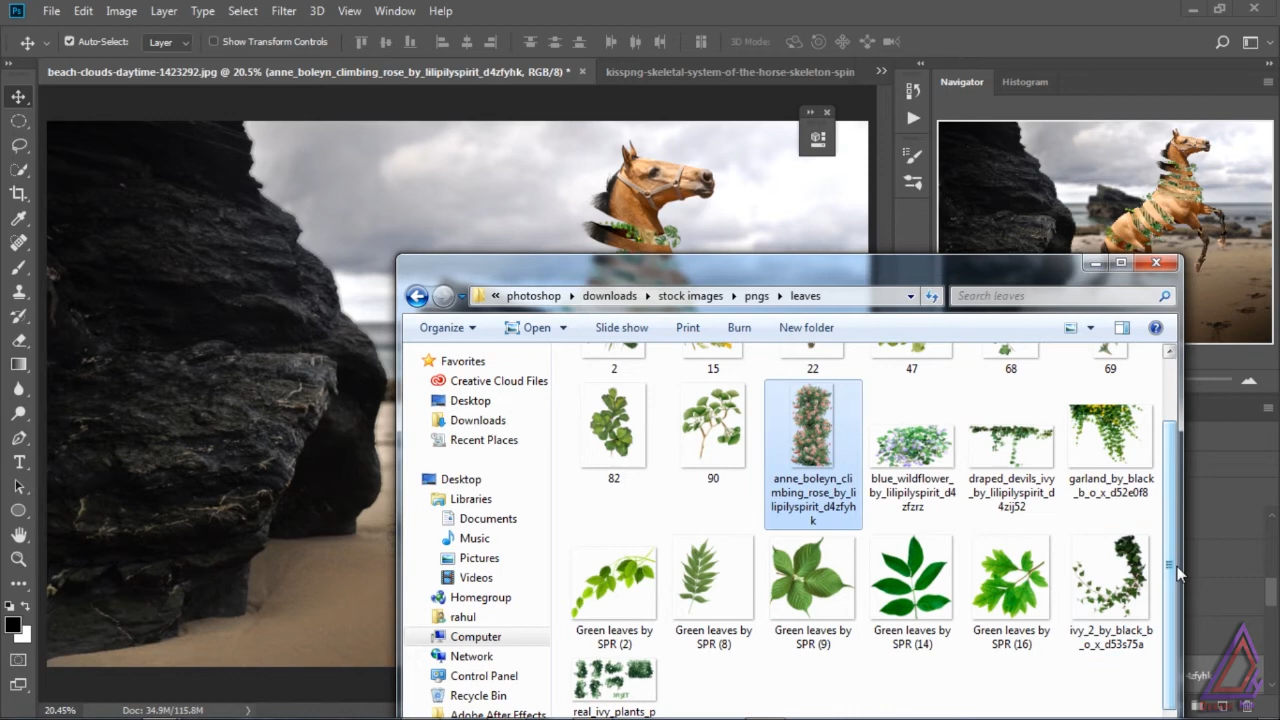 Ps File Edit Image Layer Type Select Filter 3D View Window Help
Auto-Select: Layer Show Transform Controls 3D Mode:
beach-clouds-daytime-1423292.jpg @ 20.5% (anne_boleyn_climbing_rose_by_lilipilyspirit_d4zfyhk, RGB/8) *
kisspng-skeletal-system-of-the-horse-skeleton-spin
Navigator Histogram
« photoshop downloads stock images pngs leaves
Search leaves
Organize Open Slide show Print Burn New folder
Favorites
Creative Cloud Files
Desktop
Downloads
Recent Places
Desktop
Libraries
Documents
Music
Pictures
Videos
Homegroup
rahul
Computer
Network
Control Panel
Recycle Bin
Adobe After Effects
2 15 22 47 68 69
82
90
anne_boleyn_cli
mbing_rose_by_li
lipilyspirit_d4zfyh
k
blue_wildflower_
by_lilipilyspirit_d4
zfzrz
draped_devils_ivy
_by_lilipilyspirit_d
4zij52
garland_by_black
_b_o_x_d52e0f8
Green leaves by
SPR (2)
Green leaves by
SPR (8)
Green leaves by
SPR (9)
Green leaves by
SPR (14)
Green leaves by
SPR (16)
ivy_2_by_black_b
_o_x_d53s75a
real_ivy_plants_p
4zfyhk
20.45% Doc: 34.9M/115.8M